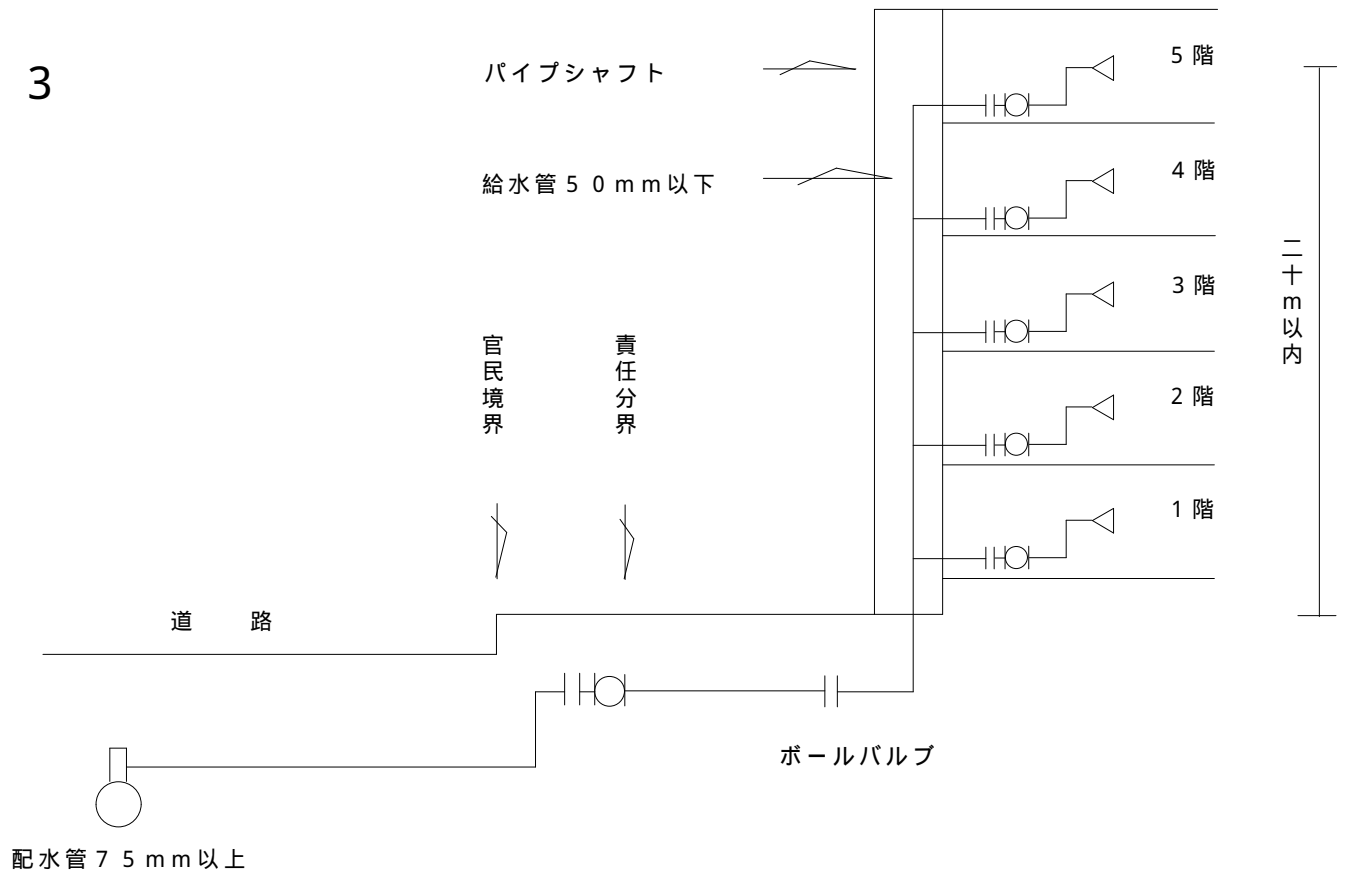 3
パイプシャフト
給水管50mm以下
5階
4階
3階
2階
1階
二十m以内
官民境界
責任分界
道　路
ボールバルブ
配水管75mm以上